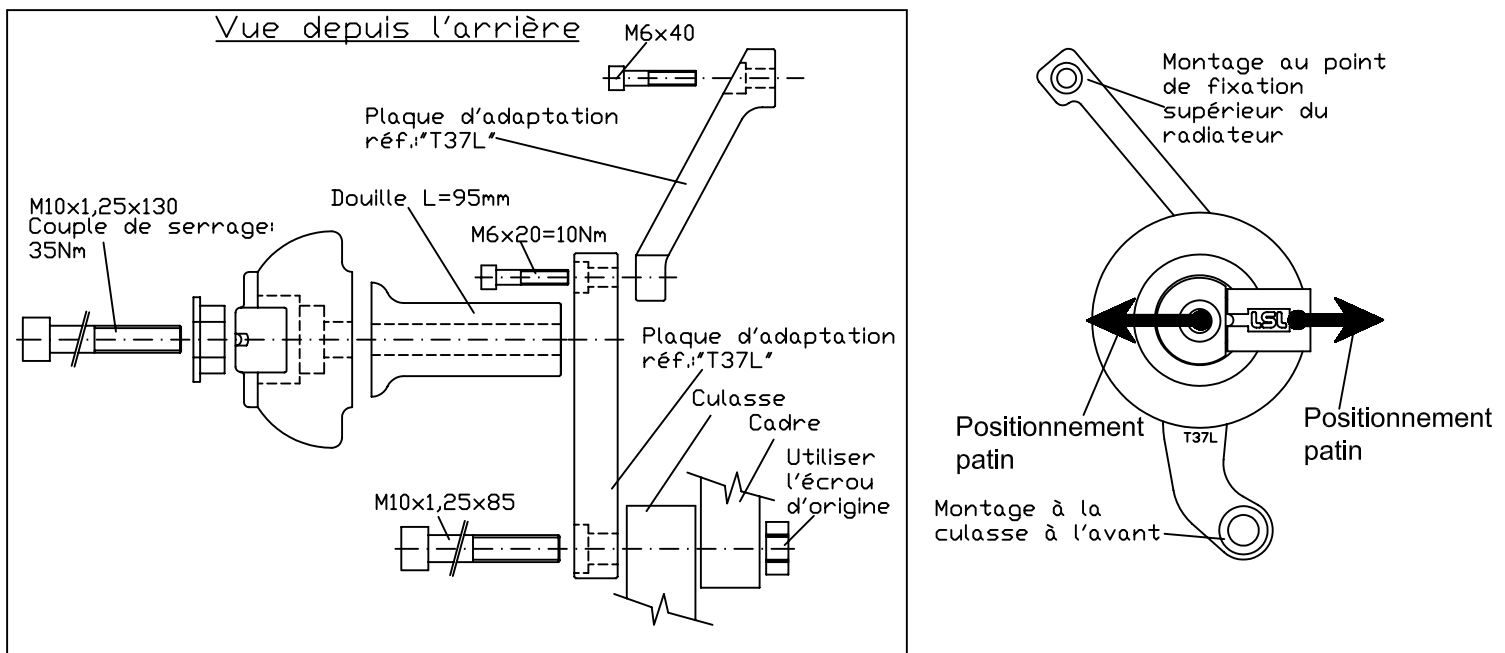 Vue depuis l'arrière
M6x40
Plaque d'adaptation
réf.:"T37L"
M10x1,25x130
Couple de serrage:
35Nm
Douille L=95mm
M6x20=10Nm
Plaque d'adaptation
réf.:"T37L"
Culasse
Cadre
Utiliser
l'écrou
d'origine
M10x1,25x85
Montage au point
de fixation
supérieur du
radiateur
LSL
Positionnement
patin
T37L
Positionnement
patin
Montage à la
culasse à l'avant